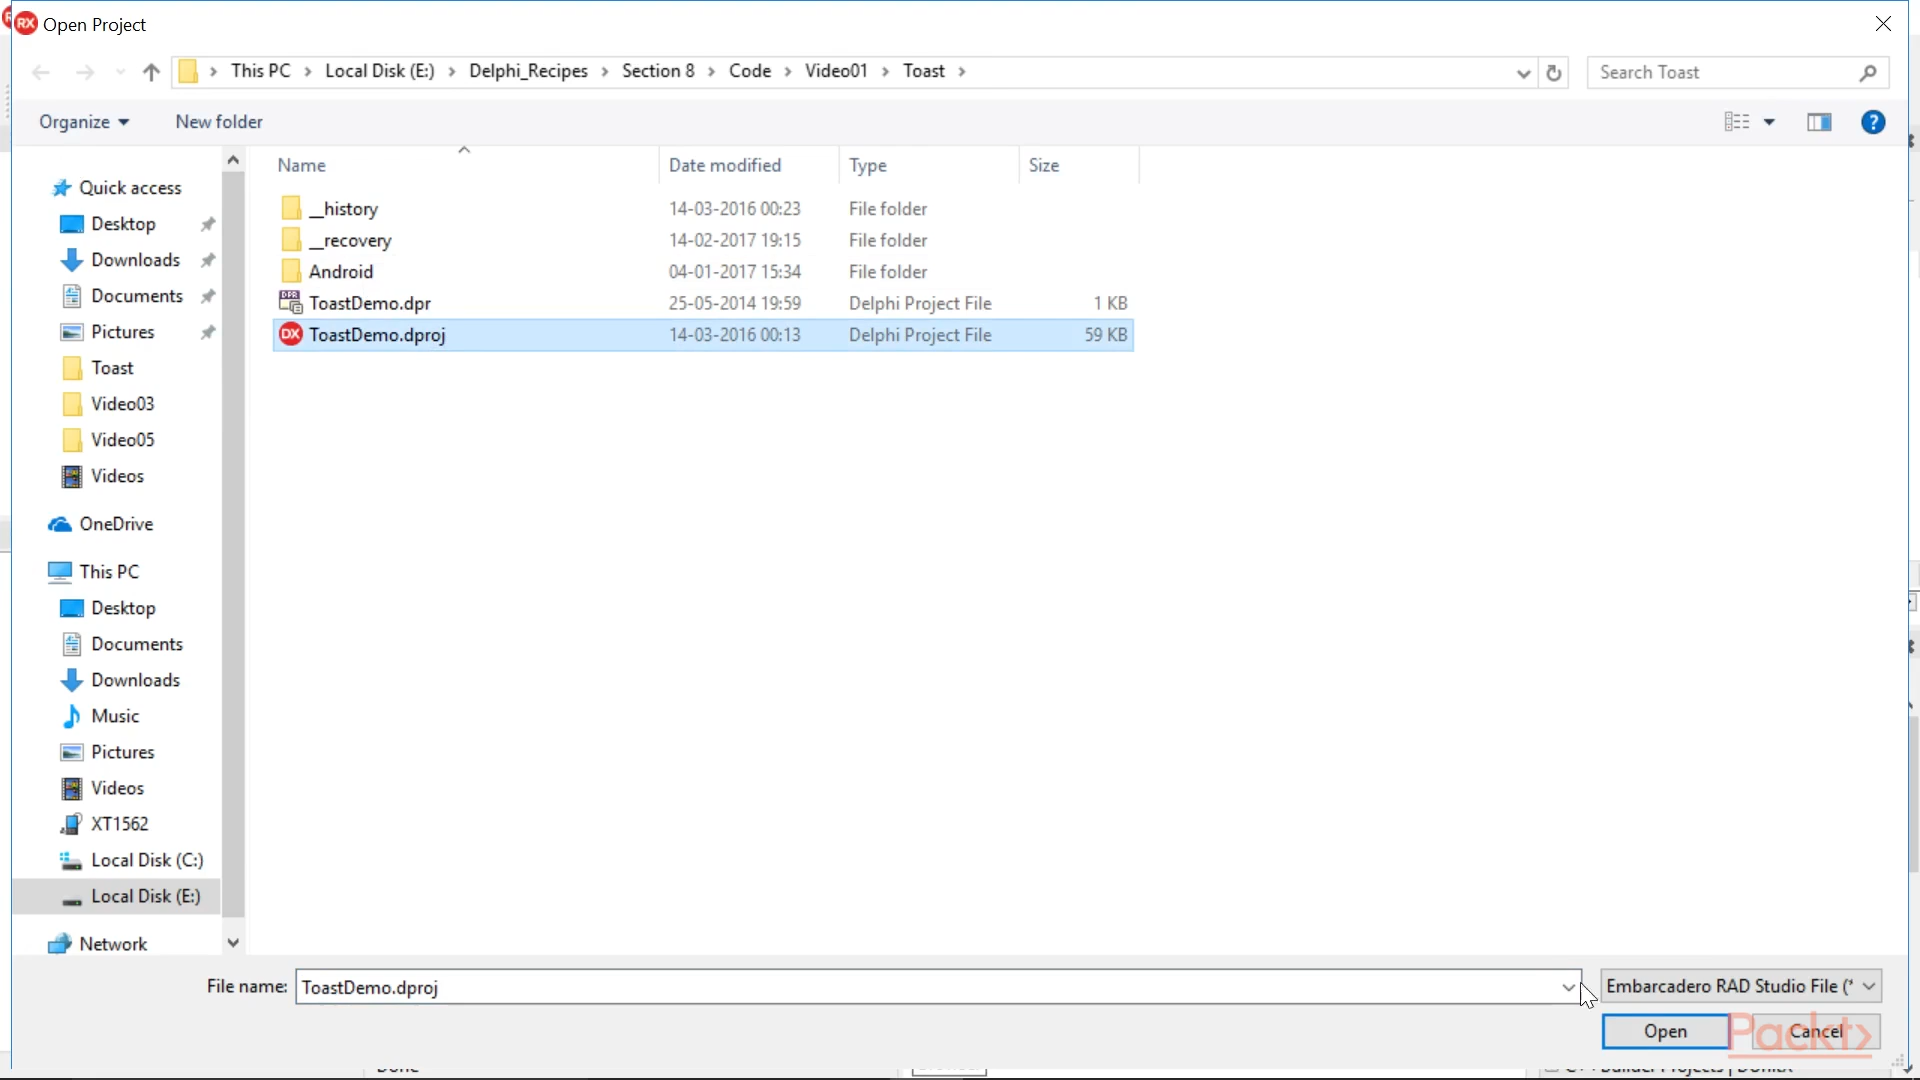 RX Open Project
This PC > Local Disk (E:) > Delphi_Recipes > Section 8 > Code > Video01 > Toast >
Search Toast
Organize
New folder
Name
Date modified
Type
Size
Quick access
Desktop
Downloads
Documents
Pictures
Toast
Video03
Video05
Videos
OneDrive
This PC
Desktop
Documents
Downloads
Music
Pictures
Videos
XT1562
Local Disk (C:)
Local Disk (E:)
Network
__history 14-03-2016 00:23 File folder
__recovery 14-02-2017 19:15 File folder
Android 04-01-2017 15:34 File folder
DPR ToastDemo.dpr 25-05-2014 19:59 Delphi Project File 1 KB
DX ToastDemo.dproj 14-03-2016 00:13 Delphi Project File 59 KB
File name: ToastDemo.dproj
Embarcadero RAD Studio File (*
Open
Cancel
Packt>